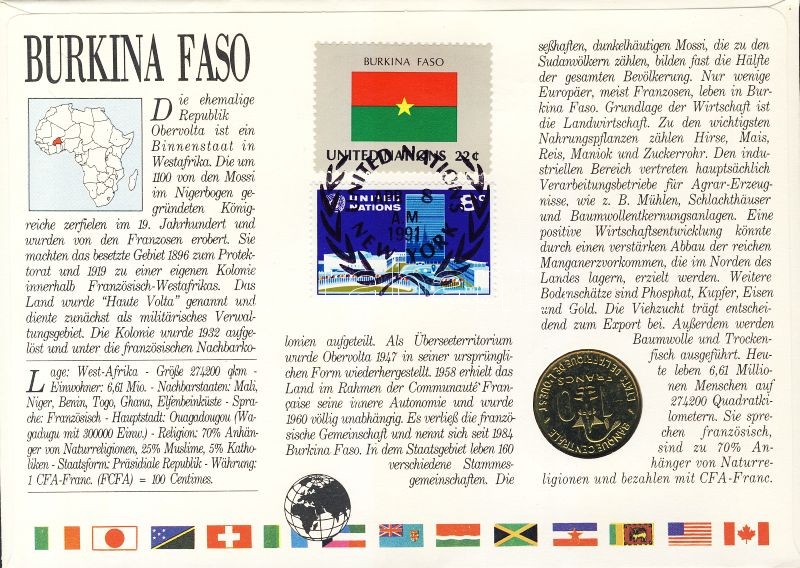 BURKINA FASO
Die ehemalige
Republik
Obervolta ist ein
Binnenstaat in
Westafrika. Die um
1100 von den Mossi
im Nigerbogen ge-
gründeten König-
reiche zerfielen im 19. Jahrhundert und
wurden von den Franzosen erobert. Sie
machten das besetzte Gebiet 1896 zum Protek-
torat und 1919 zu einer eigenen Kolonie
innerhalb Französisch-Westafrikas. Das
Land wurde "Haute Volta" genannt und
diente zunächst als militärisches Verwal-
tungsgebiet. Die Kolonie wurde 1932 aufge-
löst und unter die französischen Nachbarko-
Lage: West-Afrika - Größe 274200 qkm -
Einwohner: 6,61 Mio. - Nachbarstaaten: Mali,
Niger, Benin, Togo, Ghana, Elfenbeinküste - Spra-
che: Französisch - Hauptstadt: Ouagadougou (Wa-
gadugu mit 300000 Einw.) - Religion: 70% Anhän-
ger von Naturreligionen, 25% Muslime, 5% Katho-
liken - Staatsform: Präsidiale Republik - Währung:
1 CFA-Franc. (FCFA) = 100 Centimes.
BURKINA FASO
UNITED NATIONS 22¢
UNITED
NATIONS
8c
UNITED NATIONS
8
AM
1991
NEW YORK
lonien aufgeteilt. Als Überseeterritorium
wurde Obervolta 1947 in seiner ursprüngli-
chen Form wiederhergestellt. 1958 erhielt das
Land im Rahmen der Communauté Fran-
çaise seine innere Autonomie und wurde
1960 völlig unabhängig. Es verließ die franzö-
sische Gemeinschaft und nennt sich seit 1984
Burkina Faso. In dem Staatsgebiet leben 160
verschiedene Stammes-
gemeinschaften. Die
seßhaften, dunkelhäutigen Mossi, die zu den
Sudanvölkern zählen, bilden fast die Hälfte
der gesamten Bevölkerung. Nur wenige
Europäer, meist Franzosen, leben in Bur-
kina Faso. Grundlage der Wirtschaft ist
die Landwirtschaft. Zu den wichtigsten
Nahrungspflanzen zählen Hirse, Mais,
Reis, Maniok und Zuckerrohr. Den indu-
striellen Bereich vertreten hauptsächlich
Verarbeitungsbetriebe für Agrar-Erzeug-
nisse, wie z. B. Mühlen, Schlachthäuser
und Baumwollentkernungsanlagen. Eine
positive Wirtschaftsentwicklung könnte
durch einen verstärken Abbau der reichen
Manganerzvorkommen, die im Norden des
Landes lagern, erzielt werden. Weitere
Bodenschätze sind Phosphat, Kupfer, Eisen
und Gold. Die Viehzucht trägt entschei-
dend zum Export bei. Außerdem werden
Baumwolle und Trocken-
fisch ausgeführt. Heu-
te leben 6,61 Millio-
nen Menschen auf
274200 Quadratki-
lometern. Sie spre-
chen französisch,
sind zu 70% An-
hänger von Naturre-
ligionen und bezahlen mit CFA-Franc.
BANQUE CENTRALE
ETATS DE L'AFRIQUE DE L'OUEST
FRANCS